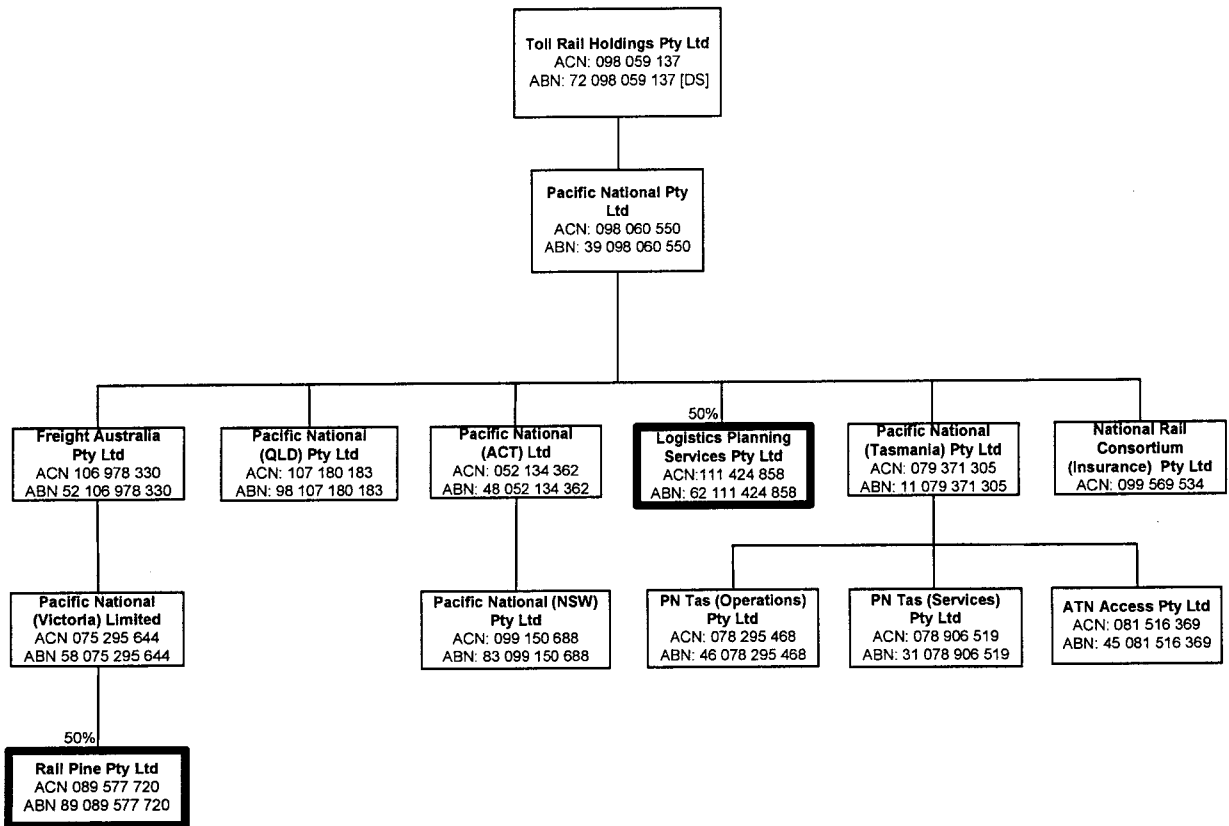 Toll Rail Holdings Pty Ltd
ACN: 098 059 137
ABN: 72 098 059 137 [DS]
Pacific National Pty
Ltd
ACN: 098 060 550
ABN: 39 098 060 550
Freight Australia
Pty Ltd
ACN 106 978 330
ABN 52 106 978 330
Pacific National
(QLD) Pty Ltd
ACN: 107 180 183
ABN: 98 107 180 183
Pacific National
(ACT) Ltd
ACN: 052 134 362
ABN: 48 052 134 362
50%
Logistics Planning
Services Pty Ltd
ACN:111 424 858
ABN: 62 111 424 858
Pacific National
(Tasmania) Pty Ltd
ACN: 079 371 305
ABN: 11 079 371 305
National Rail
Consortium
(Insurance) Pty Ltd
ACN: 099 569 534
Pacific National
(Victoria) Limited
ACN 075 295 644
ABN 58 075 295 644
Pacific National (NSW)
Pty Ltd
ACN: 099 150 688
ABN: 83 099 150 688
PN Tas (Operations)
Pty Ltd
ACN: 078 295 468
ABN: 46 078 295 468
PN Tas (Services)
Pty Ltd
ACN: 078 906 519
ABN: 31 078 906 519
ATN Access Pty Ltd
ACN: 081 516 369
ABN: 45 081 516 369
50%
Rail Pine Pty Ltd
ACN 089 577 720
ABN 89 089 577 720